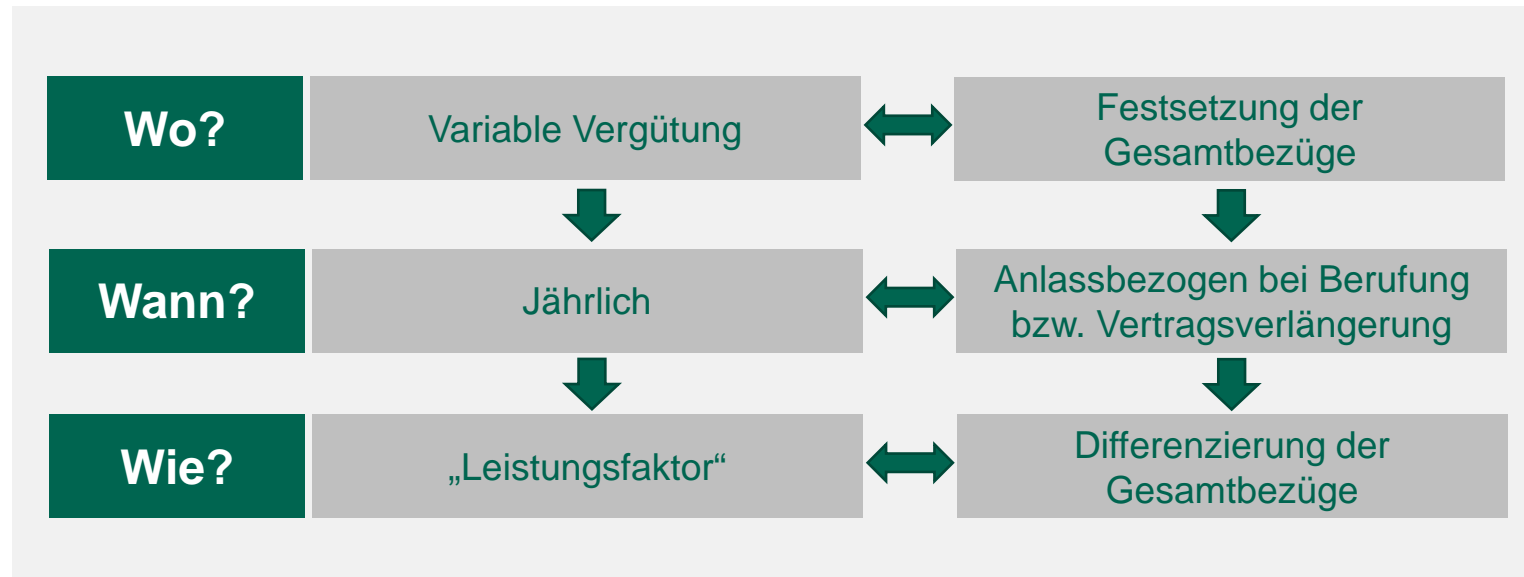 Wo?
Variable Vergütung
Festsetzung der
Gesamtbezüge
Wann?
Jährlich
Anlassbezogen bei Berufung
bzw. Vertragsverlängerung
Wie?
„Leistungsfaktor“
Differenzierung der
Gesamtbezüge